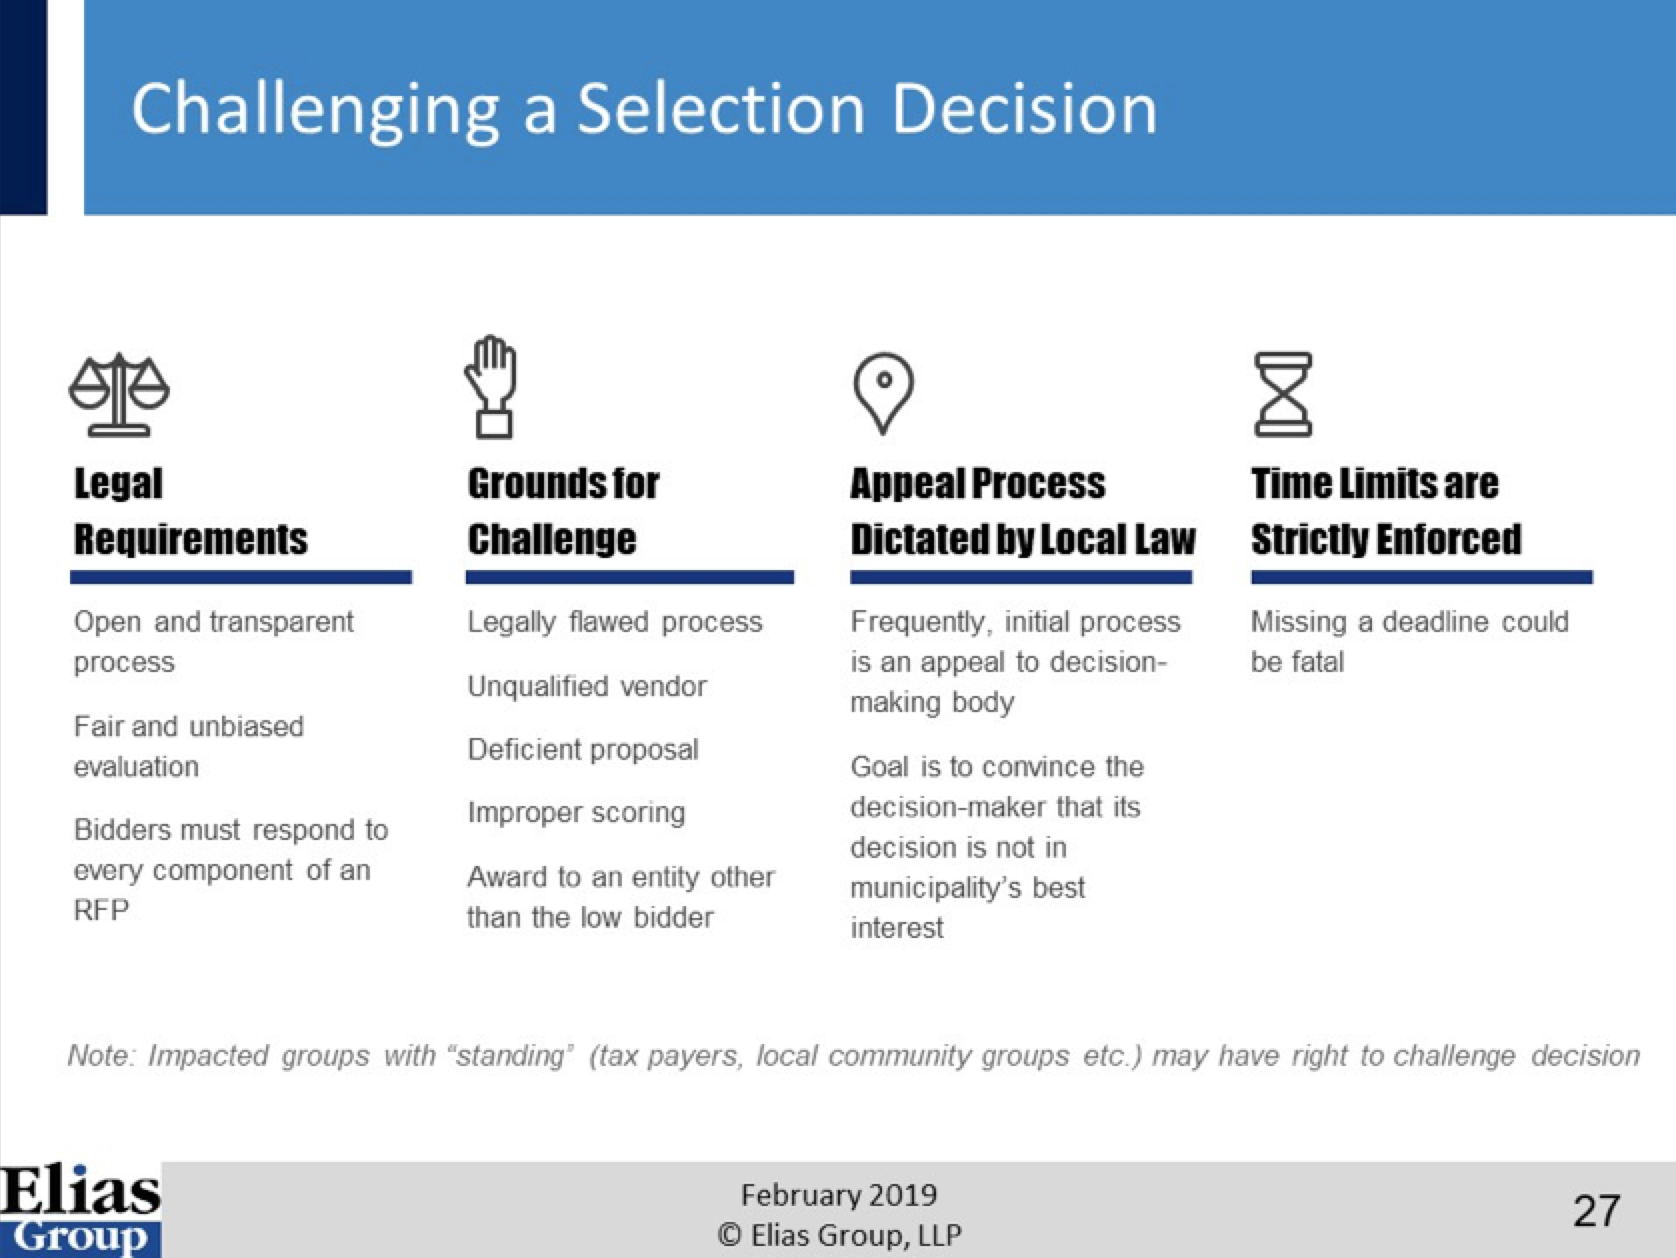 Challenging a Selection Decision
Legal
Requirements
Open and transparent
process
Fair and unbiased
evaluation
Bidders must respond to
every component of an
RFP
Grounds for
Challenge
Legally flawed process
Unqualified vendor
Deficient proposal
Improper scoring
Award to an entity other
than the low bidder
Appeal Process
Dictated by Local Law
Frequently, initial process
is an appeal to decision-
making body
Goal is to convince the
decision-maker that its
decision is not in
municipality's best
interest
Time Limits are
Strictly Enforced
Missing a deadline could
be fatal
Note: Impacted groups with “standing” (tax payers, local community groups etc.) may have right to challenge decision
Elias
Group
February 2019
© Elias Group, LLP
27